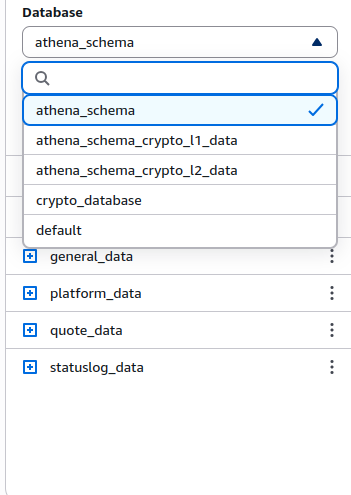 Database
athena_schema
athena_schema
athena_schema_crypto_l1_data
athena_schema_crypto_l2_data
crypto_database
default
general_data
platform_data
quote_data
statuslog_data